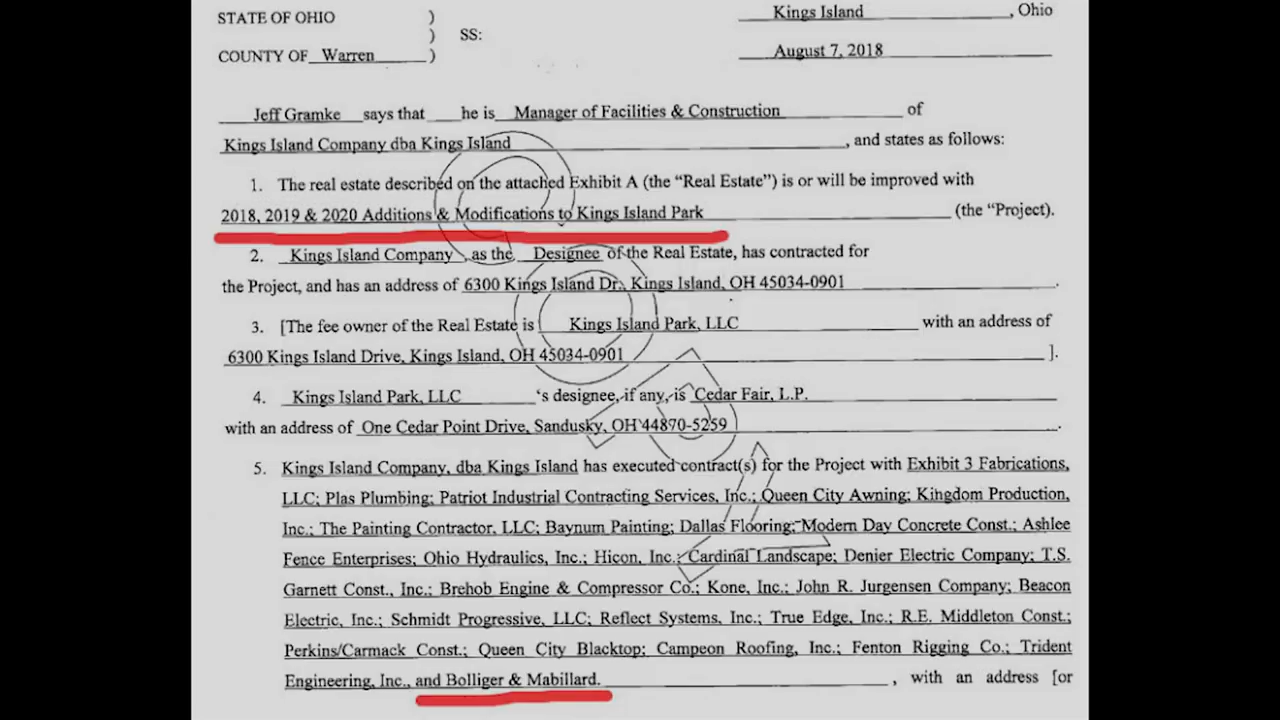 STATE OF OHIO ) Kings Island , Ohio
) SS:
COUNTY OF Warren ) August 7, 2018
Jeff Gramke says that he is Manager of Facilities & Construction of
Kings Island Company dba Kings Island , and states as follows:
1. The real estate described on the attached Exhibit A (the “Real Estate”) is or will be improved with
2018, 2019 & 2020 Additions & Modifications to Kings Island Park (the “Project).
2. Kings Island Company , as the Designee of the Real Estate, has contracted for
the Project, and has an address of 6300 Kings Island Dr., Kings Island, OH 45034-0901 .
3. [The fee owner of the Real Estate is Kings Island Park, LLC with an address of
6300 Kings Island Drive, Kings Island, OH 45034-0901 ].
4. Kings Island Park, LLC ‘s designee, if any, is Cedar Fair, L.P.
with an address of One Cedar Point Drive, Sandusky, OH 44870-5259 .
5. Kings Island Company, dba Kings Island has executed contract(s) for the Project with Exhibit 3 Fabrications,
LLC; Plas Plumbing; Patriot Industrial Contracting Services, Inc.; Queen City Awning; Kingdom Production,
Inc.; The Painting Contractor, LLC; Baynum Painting; Dallas Flooring; Modern Day Concrete Const.; Ashlee
Fence Enterprises; Ohio Hydraulics, Inc.; Hicon, Inc.; Cardinal Landscape; Denier Electric Company; T.S.
Garnett Const., Inc.; Brehob Engine & Compressor Co.; Kone, Inc.; John R. Jurgensen Company; Beacon
Electric, Inc.; Schmidt Progressive, LLC; Reflect Systems, Inc.; True Edge, Inc.; R.E. Middleton Const.;
Perkins/Carmack Const.; Queen City Blacktop; Campeon Roofing, Inc.; Fenton Rigging Co.; Trident
Engineering, Inc., and Bolliger & Mabillard. , with an address [or